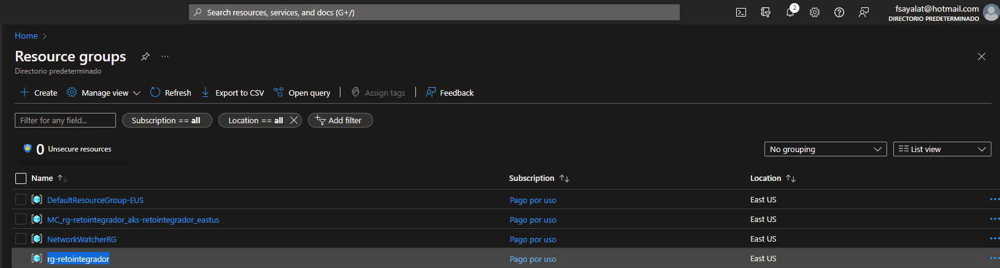 Search resources, services, and docs (G+/)
2
fsayalat@hotmail.com
DIRECTORIO PREDETERMINADO
Home
Resource groups
Directorio predeterminado
Create Manage view Refresh Export to CSV Open query Assign tags Feedback
Filter for any field... Subscription == all Location == all Add filter
0 Unsecure resources
No grouping List view
Name Subscription Location
DefaultResourceGroup-EUS Pago por uso East US
MC_rg-retointegrador_aks-retointegrador_eastus Pago por uso East US
NetworkWatcherRG Pago por uso East US
rg-retointegrador Pago por uso East US